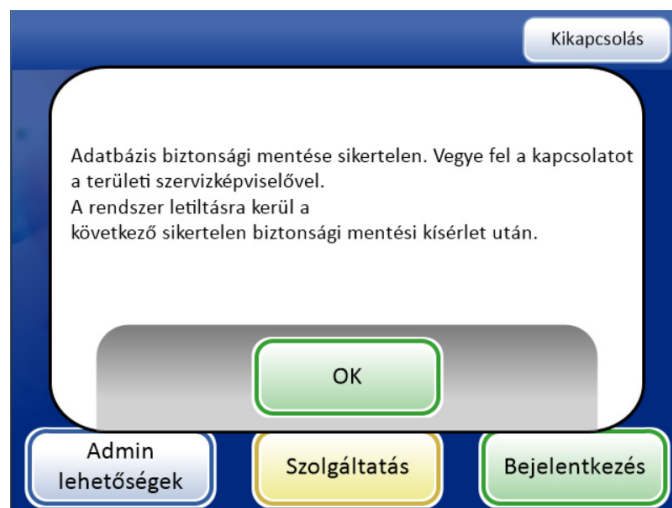 Kikapcsolás
Adatbázis biztonsági mentése sikertelen. Vegye fel a kapcsolatot
a területi szervizképviselővel.
A rendszer letiltásra kerül a
következő sikertelen biztonsági mentési kísérlet után.
OK
Admin
lehetőségek
Szolgáltatás
Bejelentkezés